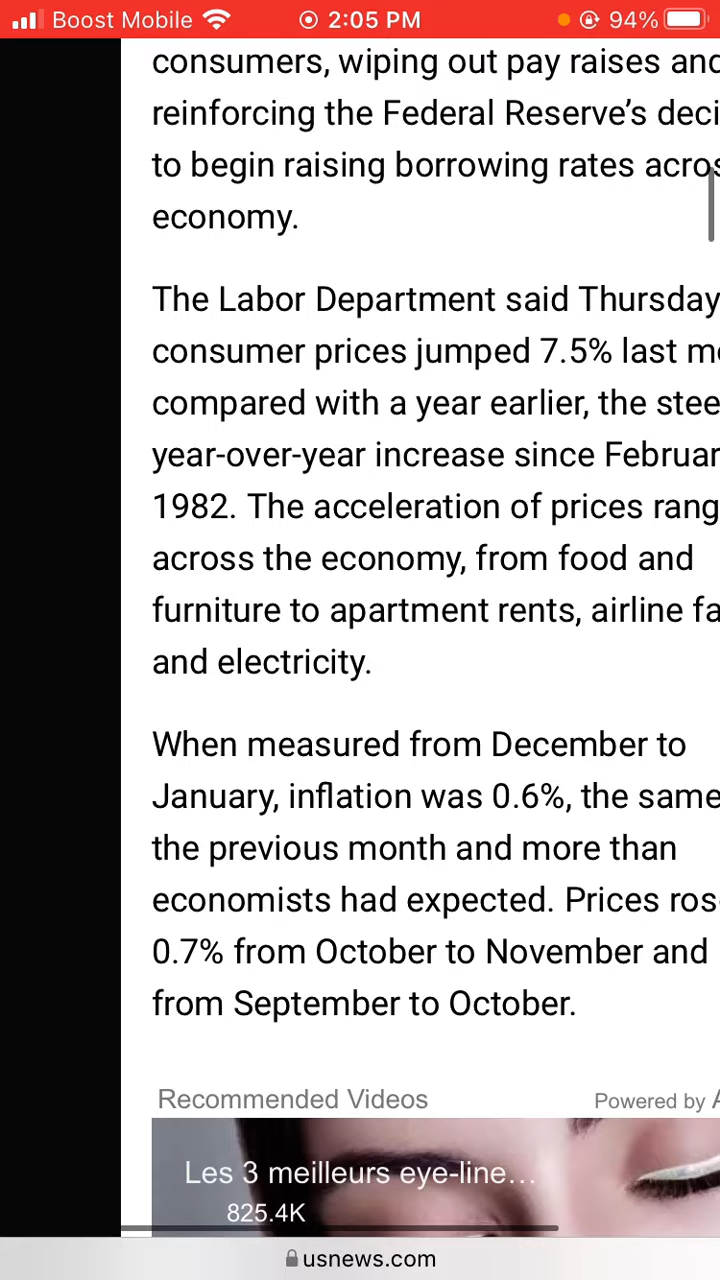 Boost Mobile 2:05 PM 94%
consumers, wiping out pay raises and
reinforcing the Federal Reserve’s deci
to begin raising borrowing rates acros
economy.
The Labor Department said Thursday
consumer prices jumped 7.5% last mo
compared with a year earlier, the stee
year-over-year increase since Februar
1982. The acceleration of prices rang
across the economy, from food and
furniture to apartment rents, airline fa
and electricity.
When measured from December to
January, inflation was 0.6%, the same
the previous month and more than
economists had expected. Prices ros
0.7% from October to November and
from September to October.
Recommended Videos Powered by A
Les 3 meilleurs eye-line…
825.4K
usnews.com